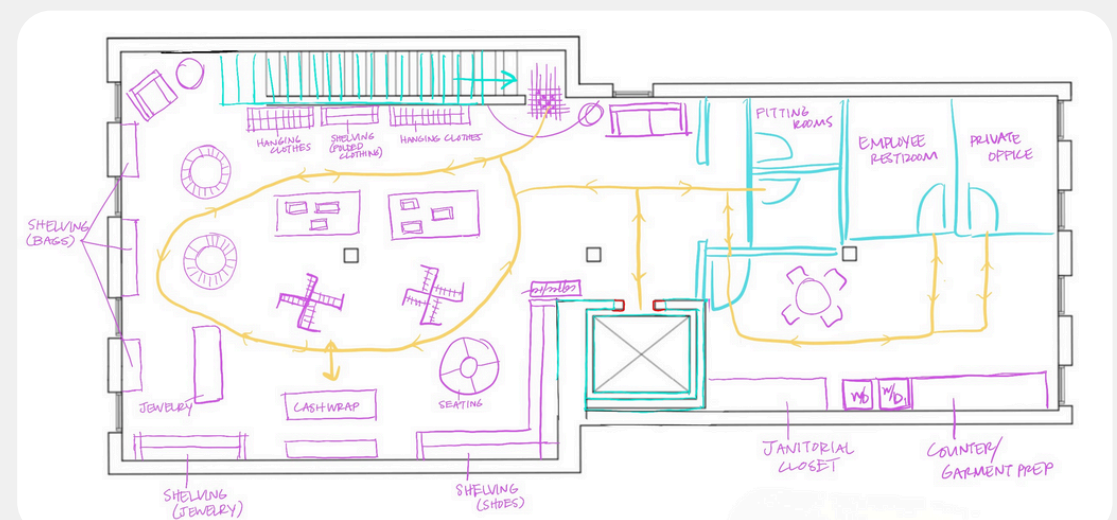 FITTING
ROOMS
EMPLOYEE
RESTROOM
PRIVATE
OFFICE
HANGING
CLOTHES
SHELVING
(FOLDED
CLOTHING)
HANGING CLOTHES
SHELVING
(BAGS)
JEWELRY
CASHWRAP
SEATING
W/D
W/D
SHELVING
(JEWELRY)
SHELVING
(SHOES)
JANITORIAL
CLOSET
COUNTER/
GARMENT PREP